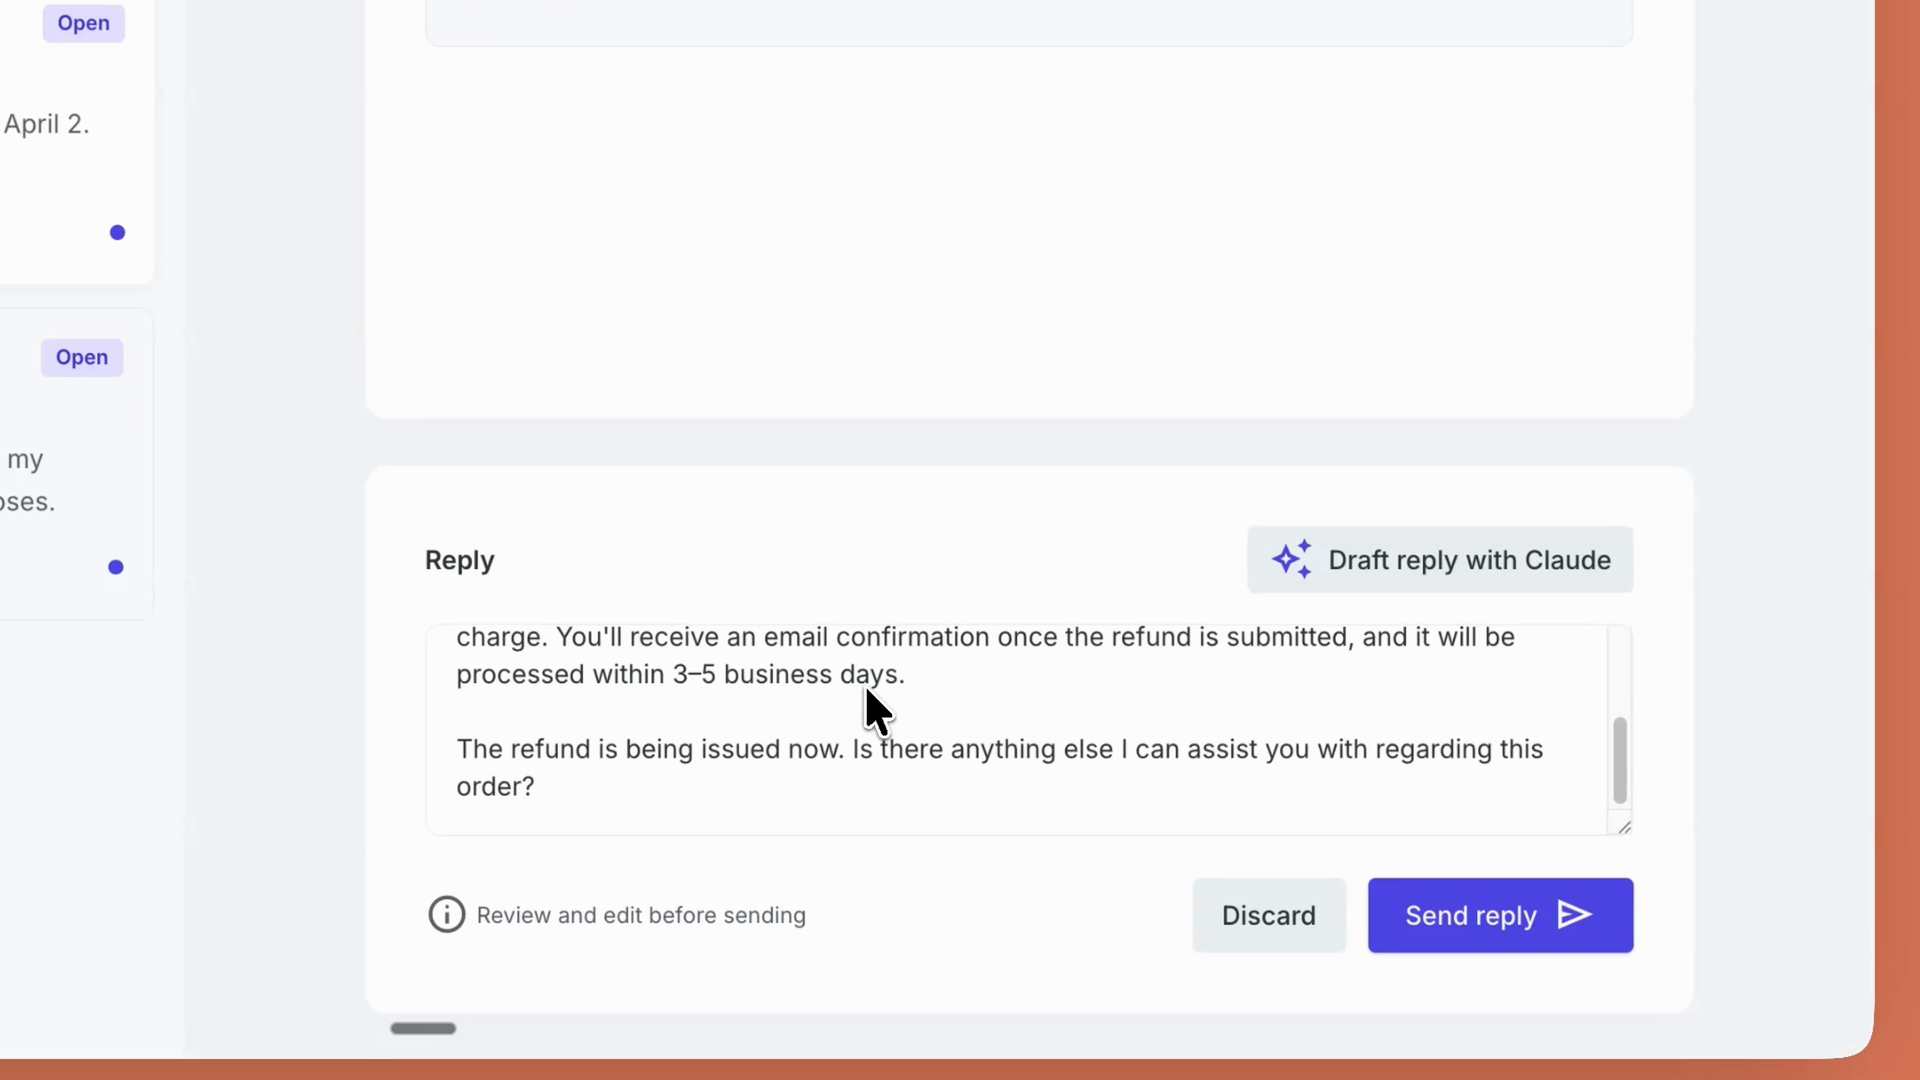 Open
April 2.
Open
my
oses.
Reply
Draft reply with Claude
charge. You'll receive an email confirmation once the refund is submitted, and it will be
processed within 3–5 business days.
The refund is being issued now. Is there anything else I can assist you with regarding this
order?
Review and edit before sending
Discard
Send reply